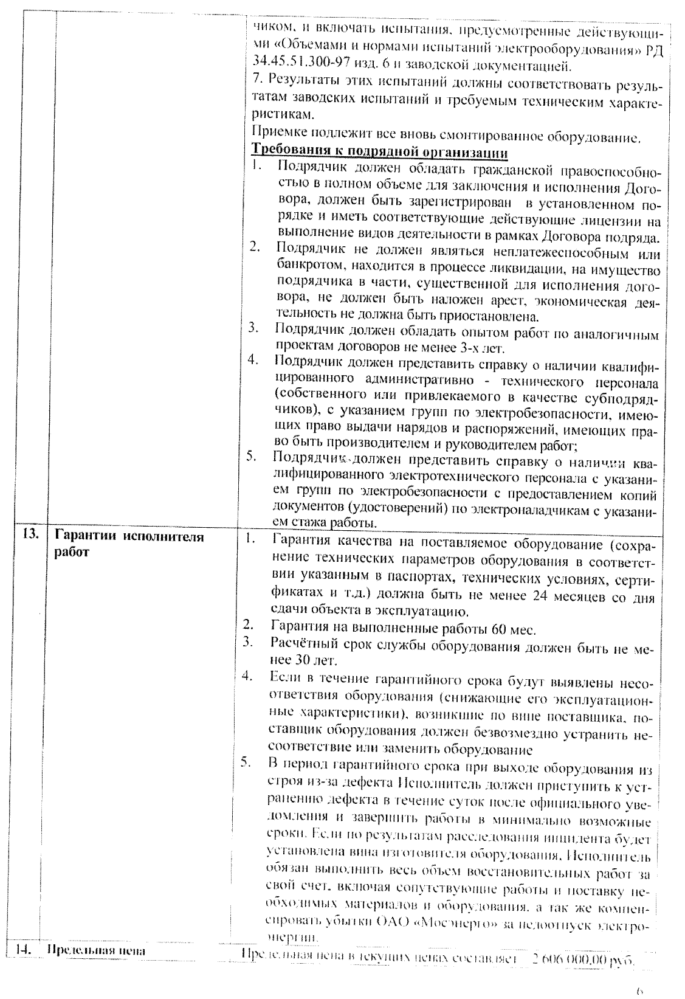 чиком, и включать испытания, предусмотренные действующи-
ми «Объемами и нормами испытаний электрооборудования» РД
34.45.51.300-97 изд. 6 и заводской документацией.
7. Результаты этих испытаний должны соответствовать резуль-
татам заводских испытаний и требуемым техническим характе-
ристикам.
Приемке подлежит все вновь смонтированное оборудование.
Требования к подрядной организации
1. Подрядчик должен обладать гражданской правоспособно-
стью в полном объеме для заключения и исполнения Дого-
вора, должен быть зарегистрирован в установленном по-
рядке и иметь соответствующие действующие лицензии на
выполнение видов деятельности в рамках Договора подряда.
2. Подрядчик не должен являться неплатежеспособным или
банкротом, находится в процессе ликвидации, на имущество
подрядчика в части, существенной для исполнения дого-
вора, не должен быть наложен арест, экономическая дея-
тельность не должна быть приостановлена.
3. Подрядчик должен обладать опытом работ по аналогичным
проектам договоров не менее 3-х лет.
4. Подрядчик должен представить справку о наличии квалифи-
цированного административно - технического персонала
(собственного или привлекаемого в качестве субподряд-
чиков), с указанием групп по электробезопасности, имею-
щих право выдачи нарядов и распоряжений, имеющих пра-
во быть производителем и руководителем работ;
5. Подрядчик должен представить справку о наличии ква-
лифицированного электротехнического персонала с указани-
ем групп по электробезопасности с предоставлением копий
документов (удостоверений) по электроналадчикам с указани-
ем стажа работы.
13. Гарантии исполнителя
работ
1. Гарантия качества на поставляемое оборудование (сохра-
нение технических параметров оборудования в соответст-
вии указанным в паспортах, технических условиях, серти-
фикатах и т.д.) должна быть не менее 24 месяцев со дня
сдачи объекта в эксплуатацию.
2. Гарантия на выполненные работы 60 мес.
3. Расчётный срок службы оборудования должен быть не ме-
нее 30 лет.
4. Если в течение гарантийного срока будут выявлены несо-
ответствия оборудования (снижающие его эксплуатацион-
ные характеристики), возникшие по вине поставщика, по-
ставщик оборудования должен безвозмездно устранить не-
соответствие или заменить оборудование
5. В период гарантийного срока при выходе оборудования из
строя из-за дефекта Исполнитель должен приступить к уст-
ранению дефекта в течение суток после официального уве-
домления и завершить работы в минимально возможные
сроки. Если по результатам расследования инцидента будет
установлена вина изготовителя оборудования, Исполнитель
обязан выполнить весь объем восстановительных работ за
свой счет, включая сопутствующие работы и поставку не-
обходимых материалов и оборудования, а так же компен-
сировать убытки ОАО «Мосэнерго» за недоотпуск электро-
энергии.
14. Предельная цена
Предельная цена в текущих ценах составляет 2 606 000,00 руб.
6